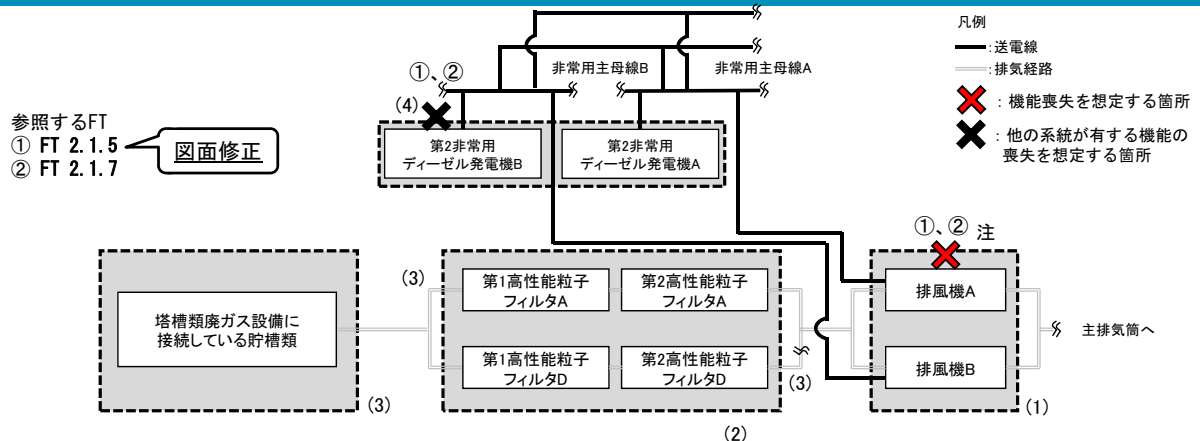 凡例
:送電線
:排気経路
:機能喪失を想定する箇所
:他の系統が有する機能の
喪失を想定する箇所
非常用主母線B
非常用主母線A
①、②
(4)
参照するFT
① FT 2.1.5
② FT 2.1.7
図面修正
第2非常用
ディーゼル発電機B
第2非常用
ディーゼル発電機A
①、② 注
(3)
第1高性能粒子
フィルタA
第2高性能粒子
フィルタA
排風機A
塔槽類廃ガス設備に
接続している貯槽類
主排気筒へ
第1高性能粒子
フィルタD
第2高性能粒子
フィルタD
(3)
排風機B
(3)
(2)
(1)